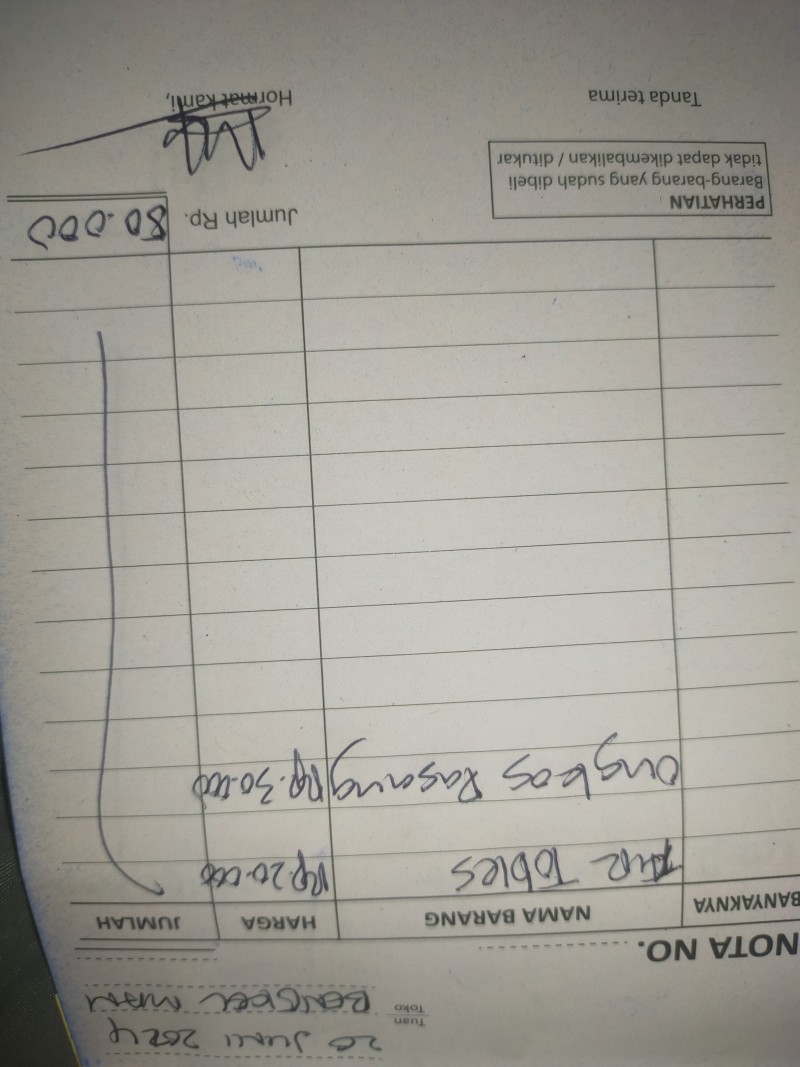 20 JUNI 2024
Tuan
Toko
BENGKEL MAN
NOTA NO.
BANYAKNYA NAMA BARANG HARGA JUMLAH
Tobles Rp.20.000
Ongkos Pasang Rp.30.000
Jumlah Rp. 80.000
PERHATIAN
Barang-barang yang sudah dibeli
tidak dapat dikembalikan / ditukar
Tanda terima
Hormat kami,